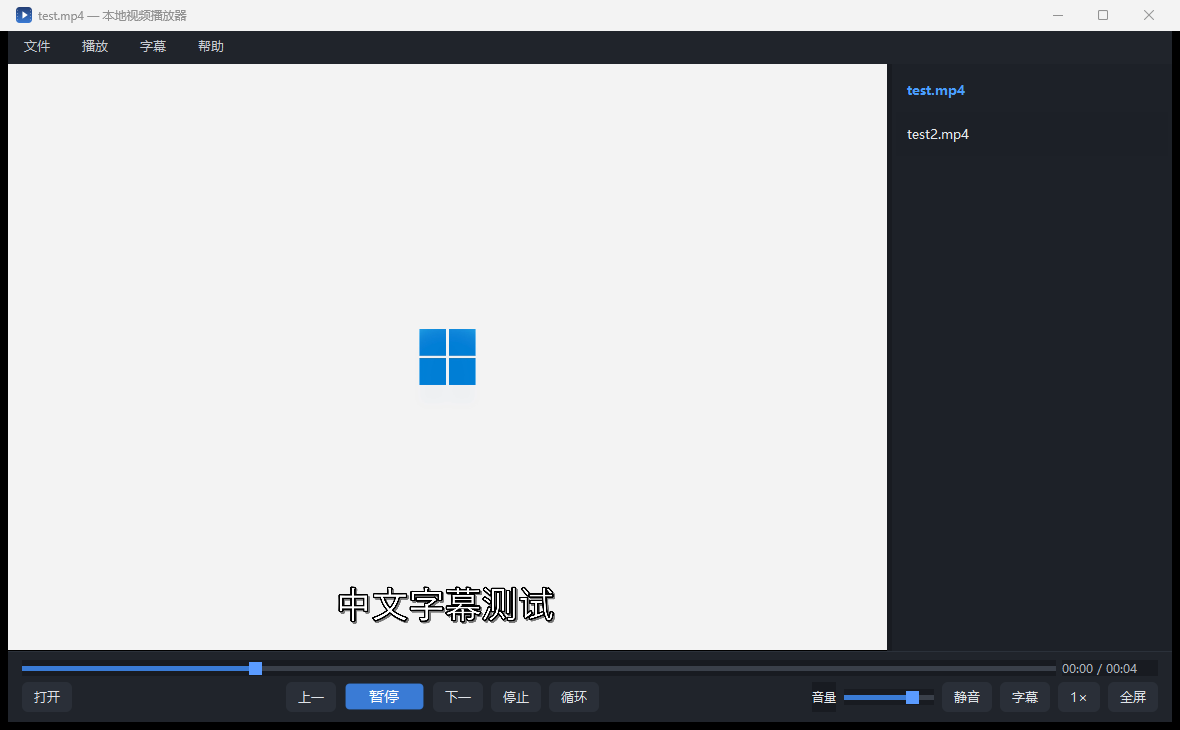 test.mp4 — 本地视频播放器
文件 播放 字幕 帮助
test.mp4
test2.mp4
中文字幕测试
00:00 / 00:04
打开 上一 暂停 下一 停止 循环 音量 静音 字幕 1× 全屏